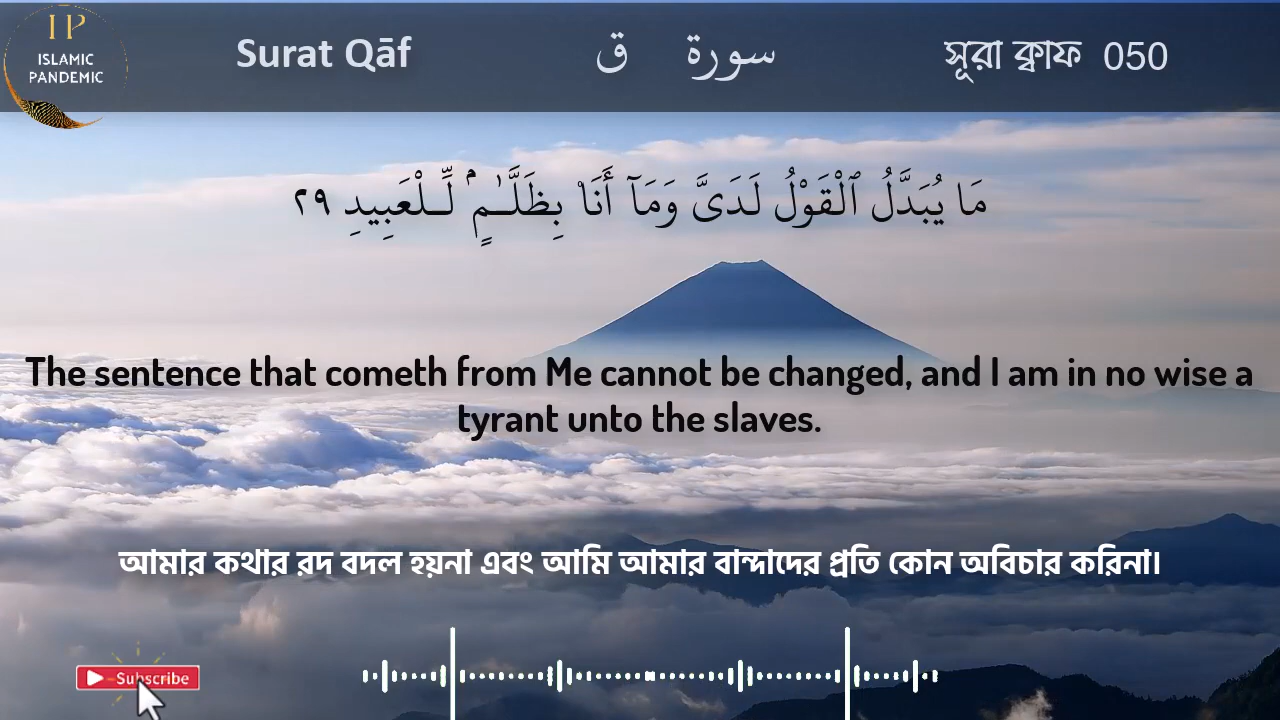 IP
ISLAMIC
PANDEMIC
Surat Qāf
سورة ق
সূরা ক্বাফ 050
مَا يُبَدَّلُ ٱلْقَوْلُ لَدَىَّ وَمَآ أَنَا۠ بِظَلَّـٰمٍۢ لِّـلْعَبِيدِ ٢٩
The sentence that cometh from Me cannot be changed, and I am in no wise a
tyrant unto the slaves.
আমার কথার রদ বদল হয়না এবং আমি আমার বান্দাদের প্রতি কোন অবিচার করিনা।
Subscribe